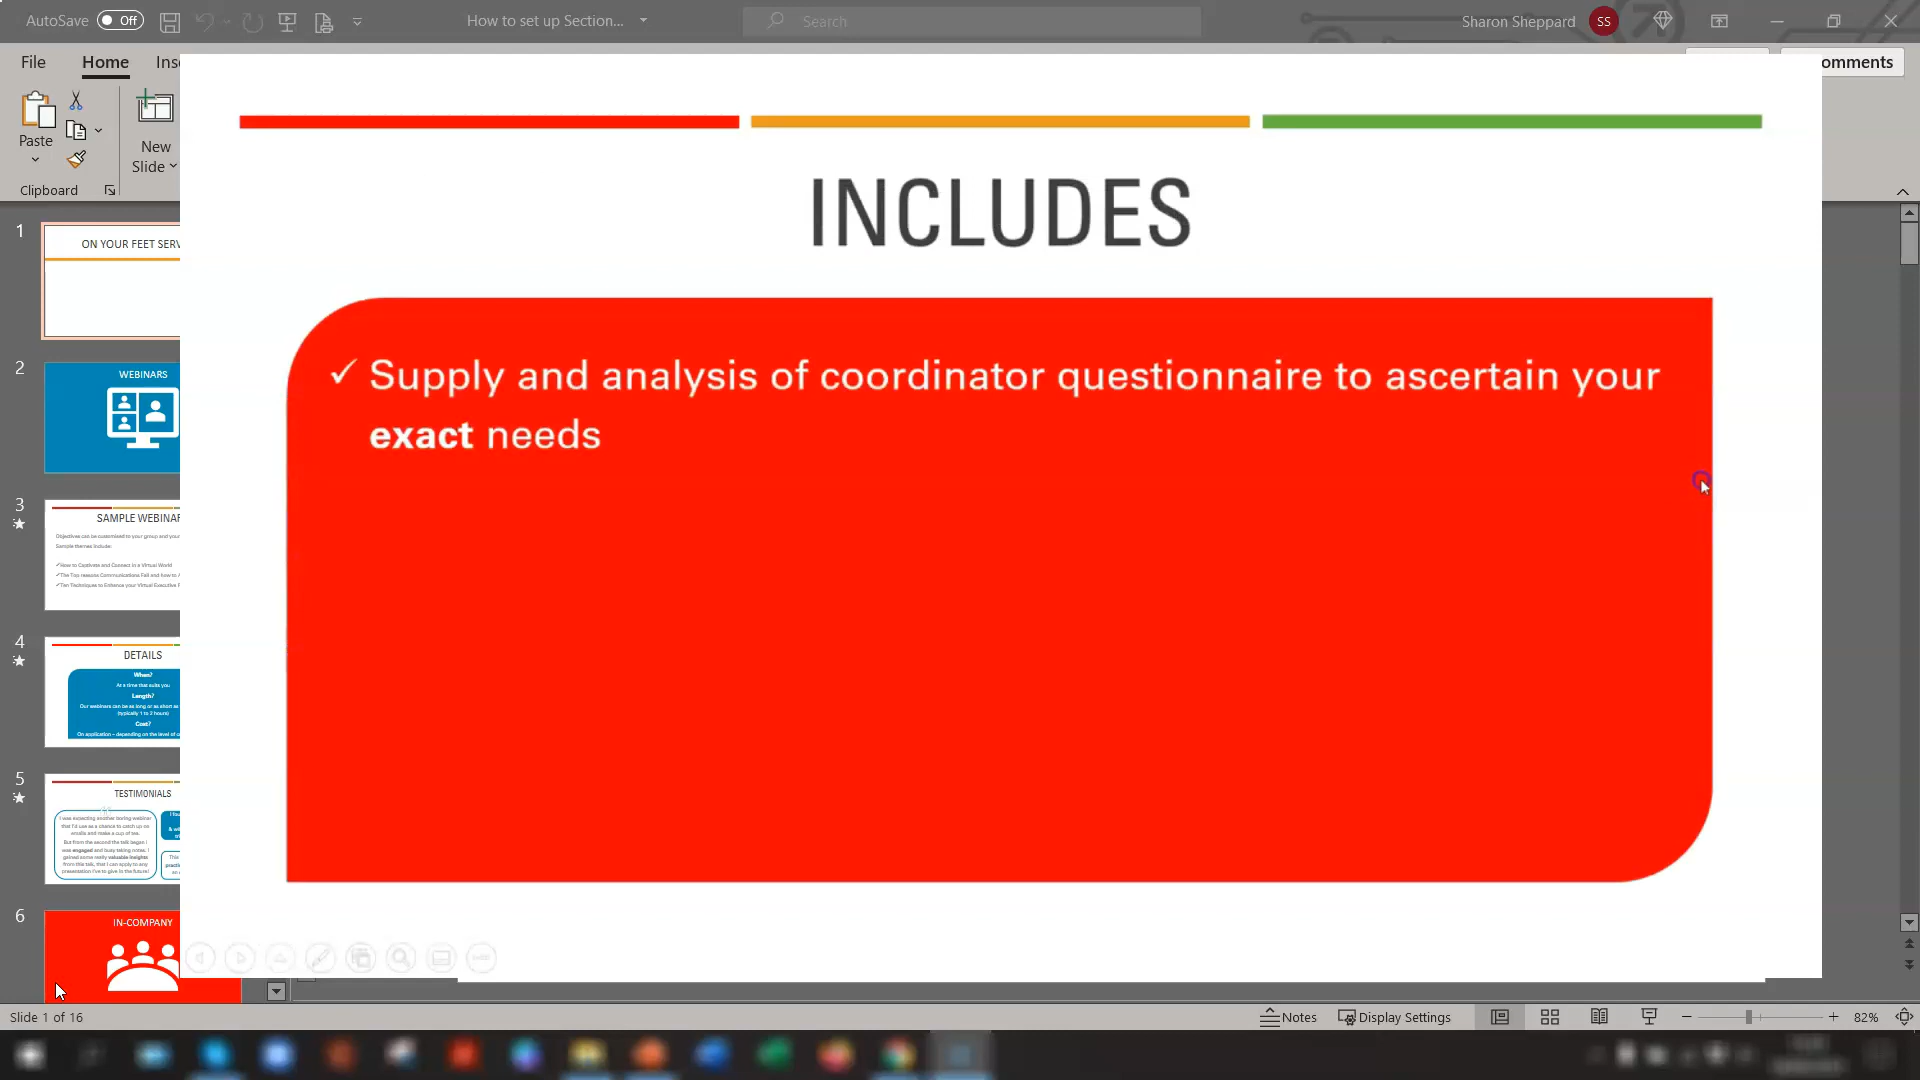 AutoSave Off
How to set up Section...
Search
Sharon Sheppard SS
File Home Ins
omments
Paste
New
Slide
Clipboard
INCLUDES
✓ Supply and analysis of coordinator questionnaire to ascertain your
exact needs
1
ON YOUR FEET SERV
2
WEBINARS
3
SAMPLE WEBINAR
Objectives can be customised to your group and your
Sample themes include:
✓How to Captivate and Connect in a Virtual World
✓The Top reasons Communications Fail and how to A
✓Ten Techniques to Enhance your Virtual Executive P
4
DETAILS
When?
At a time that suits you
Length?
Our webinars can be as long or as short as
(typically 1 to 2 hours)
Cost?
On application – depending on the level of c
5
TESTIMONIALS
I was expecting another boring webinar
that I'd use as a chance to catch up on
emails and make a cup of tea.
But from the second the talk began I
was engaged and busy taking notes. I
gained some really valuable insights
from this talk, that I can apply to any
presentation I've to give in the future!
6
IN-COMPANY
Slide 1 of 16
Notes
Display Settings
82%